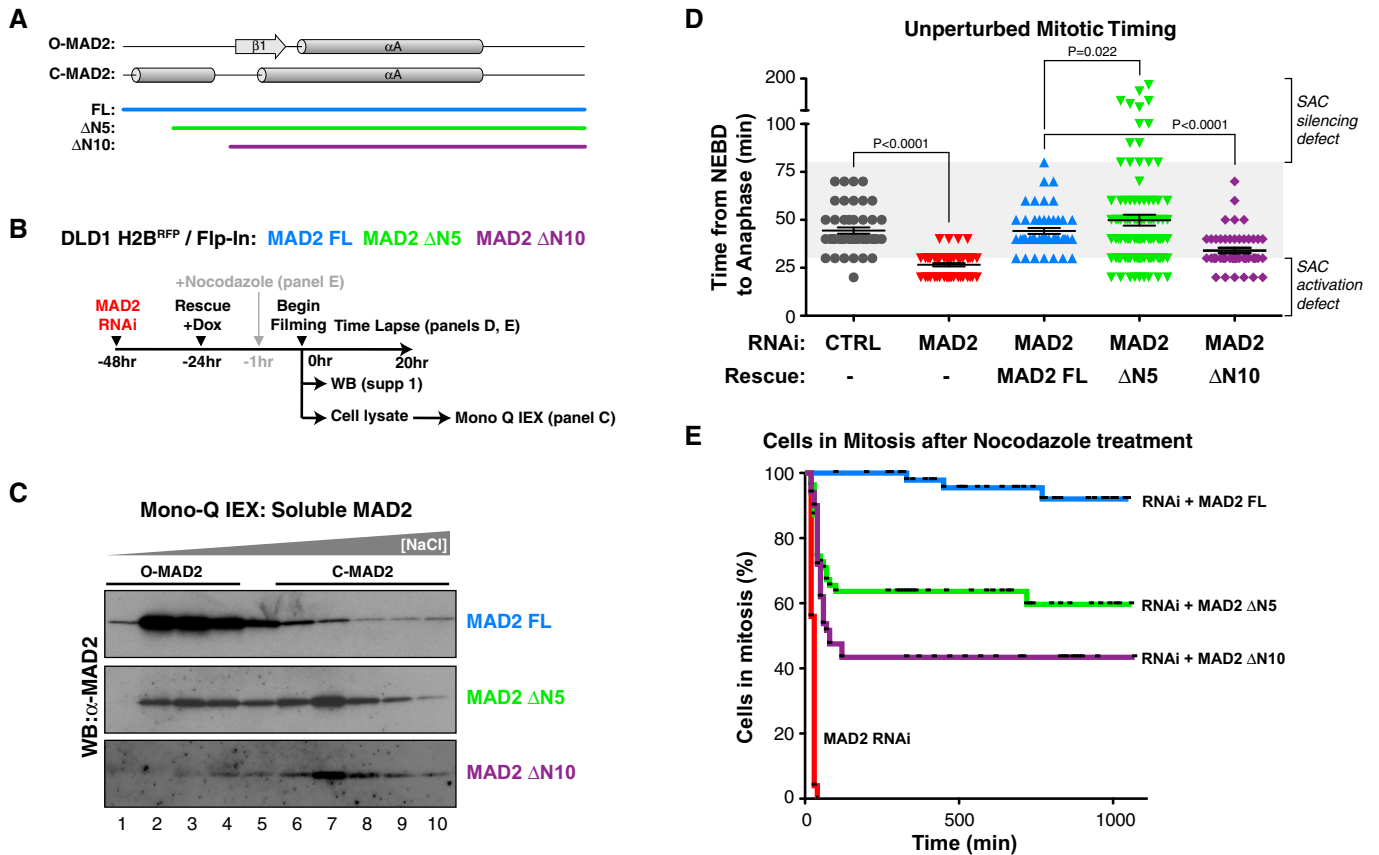 A
O-MAD2:
β1
αA
C-MAD2:
αA
FL:
ΔN5:
ΔN10:
B
DLD1 H2B^RFP / Flp-In: MAD2 FL MAD2 ΔN5 MAD2 ΔN10
+Nocodazole (panel E)
MAD2 RNAi
Rescue +Dox
Begin Filming
Time Lapse (panels D, E)
-48hr
-24hr
-1hr
0hr
20hr
WB (supp 1)
Cell lysate
Mono Q IEX (panel C)
C
Mono-Q IEX: Soluble MAD2
[NaCl]
O-MAD2
C-MAD2
WB:α-MAD2
MAD2 FL
MAD2 ΔN5
MAD2 ΔN10
1 2 3 4 5 6 7 8 9 10
D
Unperturbed Mitotic Timing
P=0.022
P<0.0001
P<0.0001
Time from NEBD
to Anaphase (min)
200
100
75
50
25
0
SAC
silencing
defect
SAC
activation
defect
RNAi: CTRL MAD2 MAD2 MAD2 MAD2
Rescue: - - MAD2 FL ΔN5 ΔN10
E
Cells in Mitosis after Nocodazole treatment
Cells in mitosis (%)
100
80
60
40
20
0
RNAi + MAD2 FL
RNAi + MAD2 ΔN5
RNAi + MAD2 ΔN10
MAD2 RNAi
0 500 1000
Time (min)